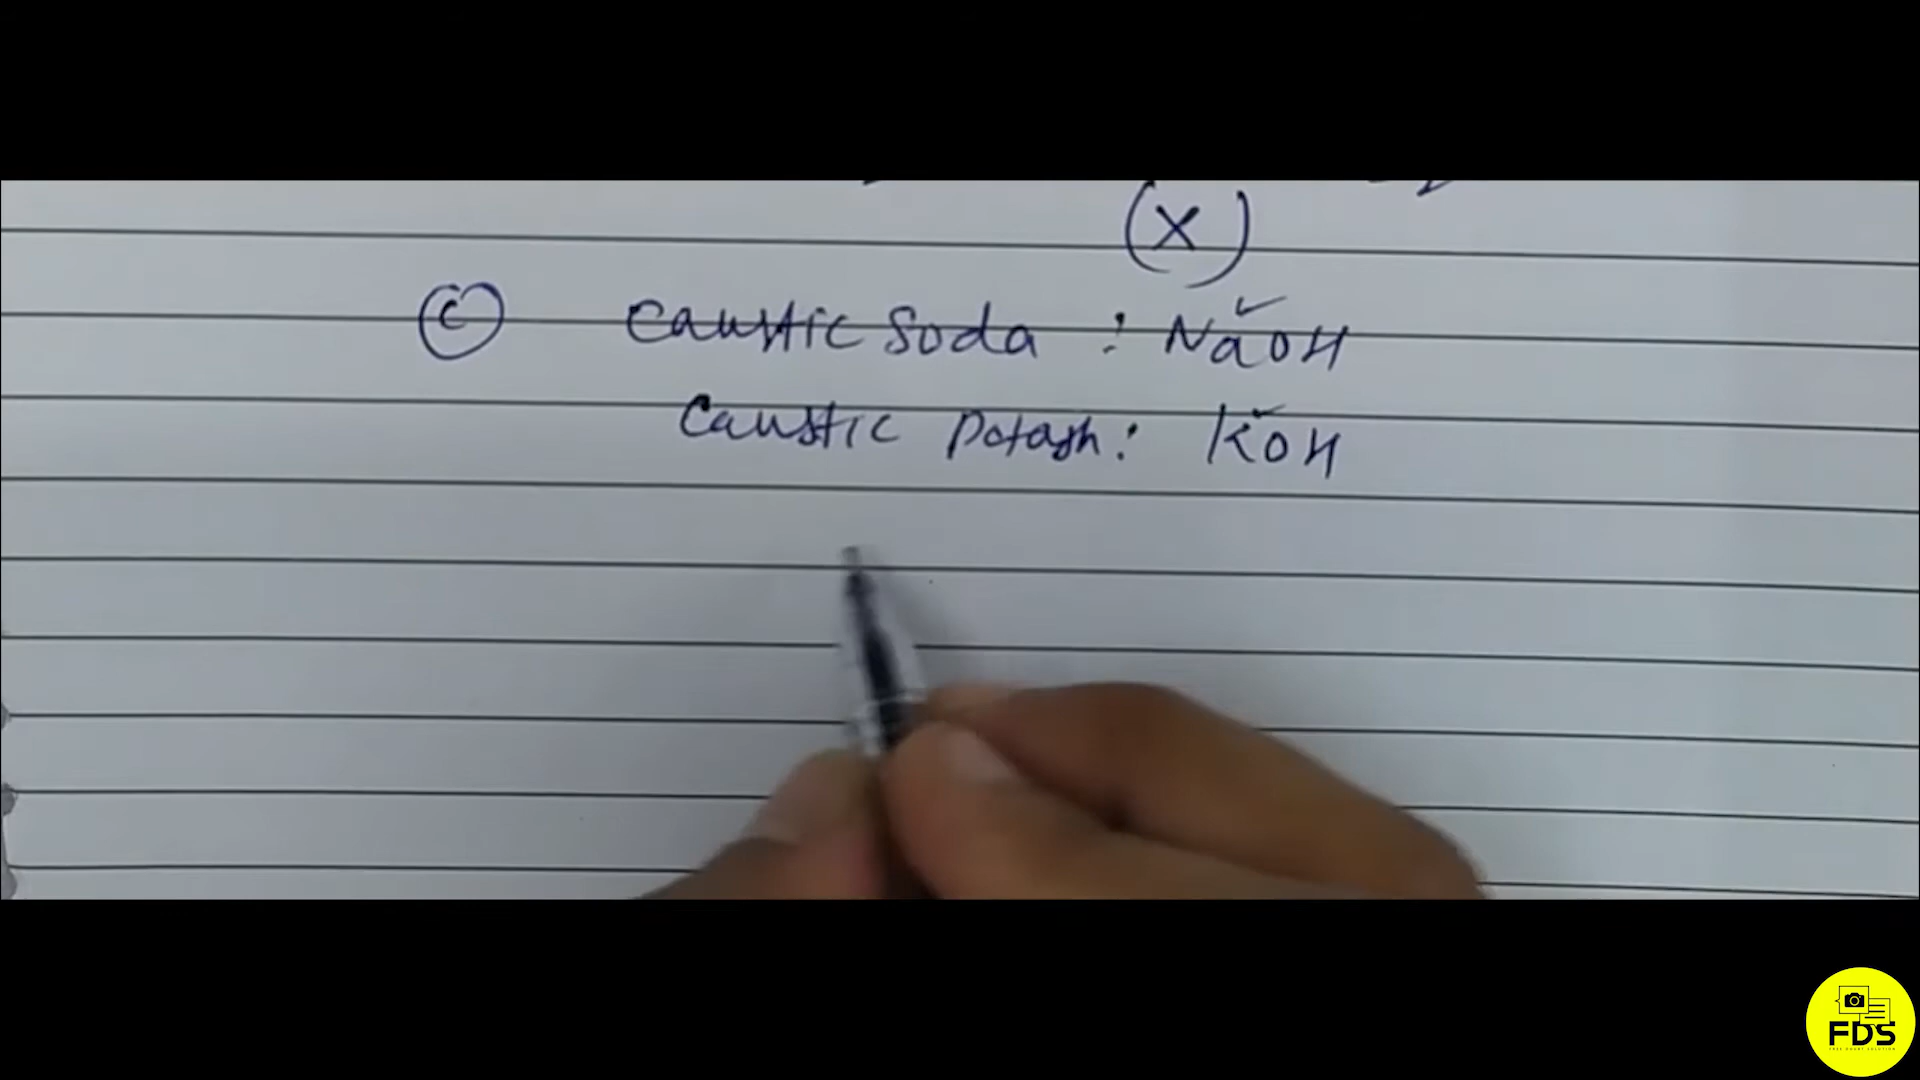 (X)
(C) Caustic Soda : NaOH
Caustic Potash : KOH
FDS